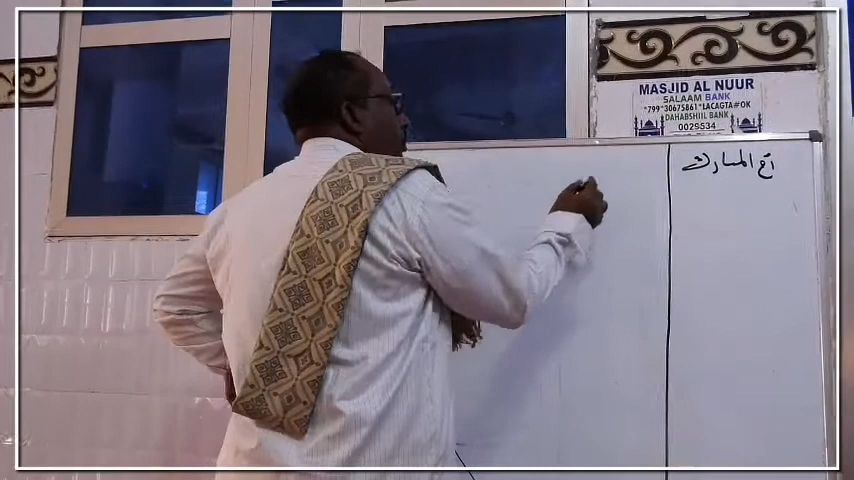 MASJID AL NUUR
SALAAM BANK
*799*30675861*LACAGTA#OK
DAHABSHIIL BANK
0029534